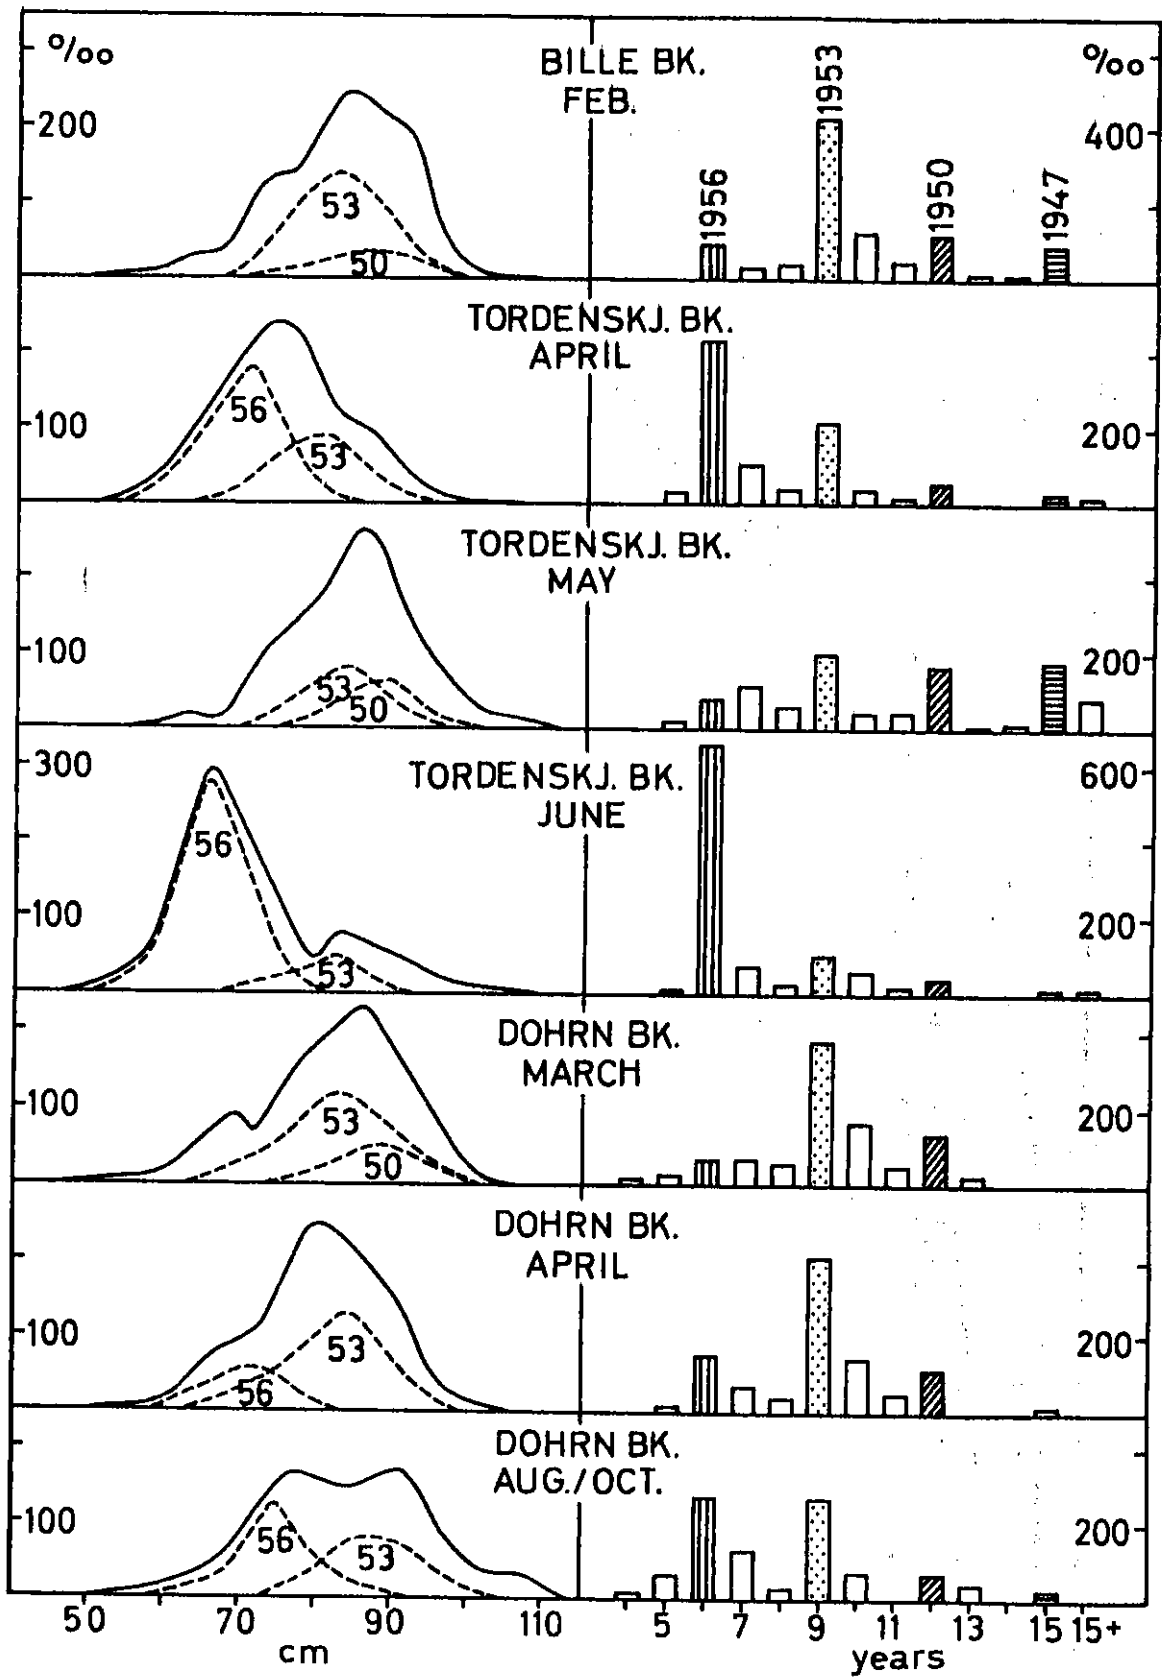 °/oo
200
BILLE BK.
FEB.
53
50
1956
1953
1950
1947
°/oo
400
TORDENSKJ. BK.
APRIL
100
56
53
200
TORDENSKJ. BK.
MAY
100
53
50
200
TORDENSKJ. BK.
JUNE
300
100
56
53
600
200
DOHRN BK.
MARCH
100
53
50
200
DOHRN BK.
APRIL
100
56
53
200
DOHRN BK.
AUG./OCT.
100
56
53
200
50 70 90 110 5 7 9 11 13 15 15+
cm years